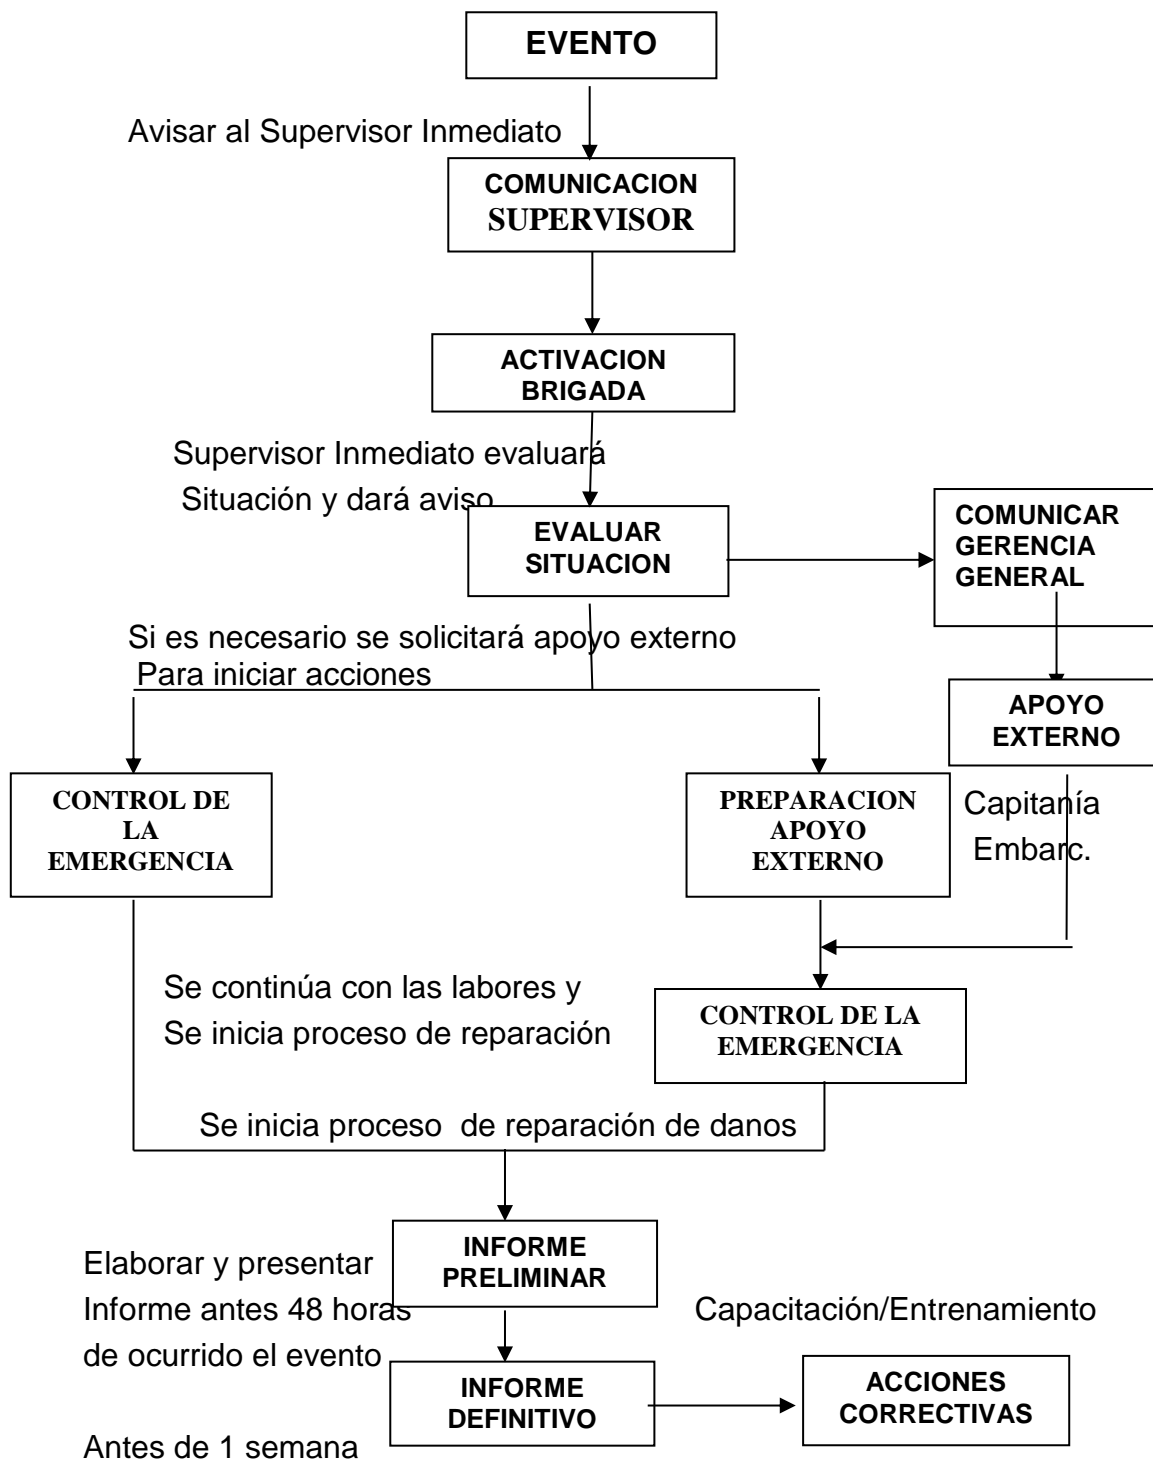 EVENTO
Avisar al Supervisor Inmediato
COMUNICACION
SUPERVISOR
ACTIVACION
BRIGADA
Supervisor Inmediato evaluará
Situación y dará aviso
EVALUAR
SITUACION
COMUNICAR
GERENCIA
GENERAL
Si es necesario se solicitará apoyo externo
Para iniciar acciones
APOYO
EXTERNO
CONTROL DE
LA
EMERGENCIA
PREPARACION
APOYO
EXTERNO
Capitanía
Embarc.
Se continúa con las labores y
Se inicia proceso de reparación
CONTROL DE LA
EMERGENCIA
Se inicia proceso  de reparación de danos
INFORME
PRELIMINAR
Elaborar y presentar
Informe antes 48 horas
de ocurrido el evento
Capacitación/Entrenamiento
INFORME
DEFINITIVO
ACCIONES
CORRECTIVAS
Antes de 1 semana